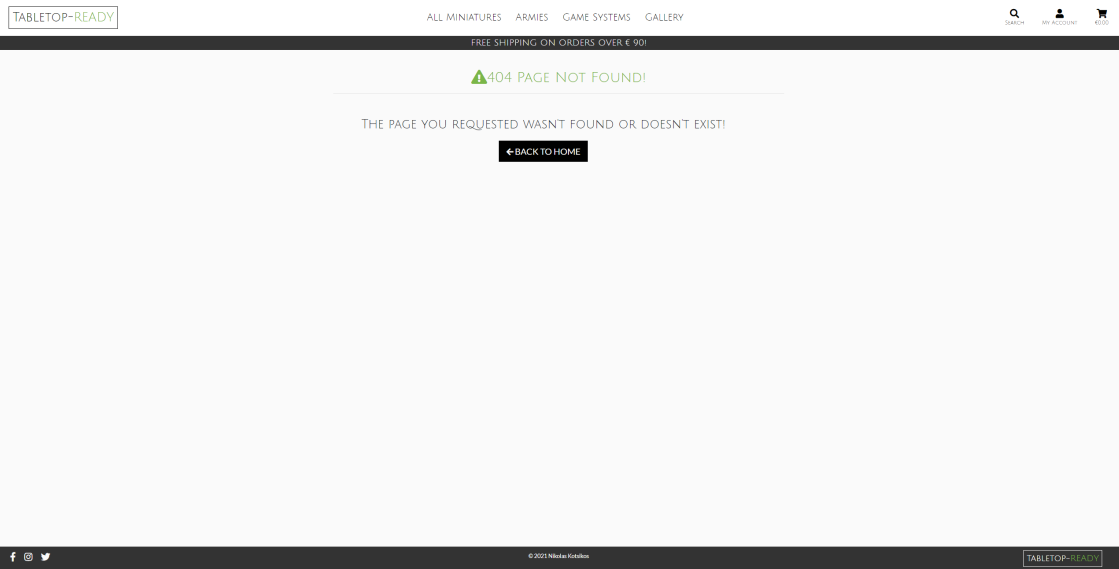 Tabletop-Ready
All Miniatures Armies Game Systems Gallery
Search My Account €0.00
FREE SHIPPING ON ORDERS OVER € 90!
404 Page Not Found!
The page you requested wasn't found or doesn't exist!
BACK TO HOME
© 2021 Nikolas Kotsikos
Tabletop-Ready